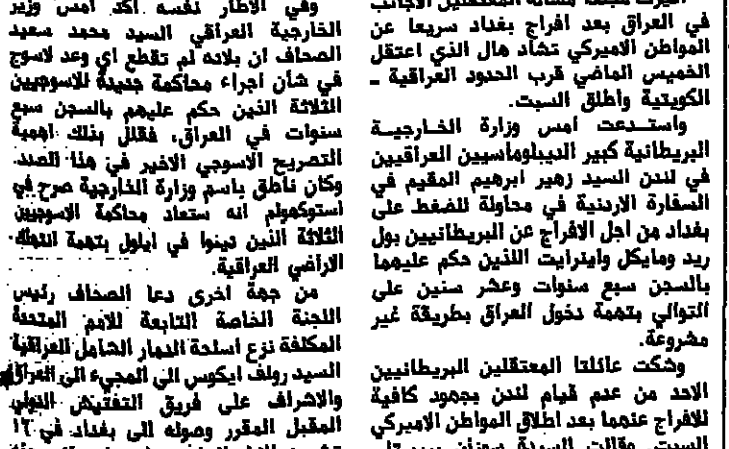 في العراق بعد افراج بغداد سريعا عن
المواطن الاميركي تشاد هال الذي اعتقل
الخميس الماضي قرب الحدود العراقية ـ
الكويتية واطلق السبت.
واستدعت امس وزارة الخارجية
البريطانية كبير الديبلوماسيين العراقيين
في لندن السيد زهير ابرهيم المقيم في
السفارة الاردنية في محاولة للضغط على
بغداد من اجل الافراج عن البريطانيين بول
ريد ومايكل واينرايت اللذين حكم عليهما
بالسجن سبع سنوات وعشر سنين على
التوالي بتهمة دخول العراق بطريقة غير
مشروعة.
وشكت عائلتا المعتقلين البريطانيين
الاحد من عدم قيام لندن بجهود كافية
للافراج عنهما بعد اطلاق المواطن الاميركي
السبت. وقالت السيدة سوزان
وفي الاطار نفسه اكد امس وزير
الخارجية العراقي السيد محمد سعيد
الصحاف ان بلاده لم تقطع اي وعد لاسوج
في شأن اجراء محاكمة جديدة للاسوجيين
الثلاثة الذين حكم عليهم بالسجن سبع
سنوات في العراق، فقلل بذلك اهمية
التصريح الاسوجي الاخير في هذا الصدد.
وكان ناطق باسم وزارة الخارجية صرح في
استوكهولم انه ستعاد محاكمة الاسوجيين
الثلاثة الذين دينوا في ايلول بتهمة انتهاك
الاراضي العراقية.
من جهة اخرى دعا الصحاف رئيس
اللجنة الخاصة التابعة للامم المتحدة
المكلفة نزع اسلحة الدمار الشامل العراقية
السيد رولف ايكوس الى المجيء الى العراق
والاشراف على فريق التفتيش الدولي
المقبل المقرر وصوله الى بغداد في ١٦